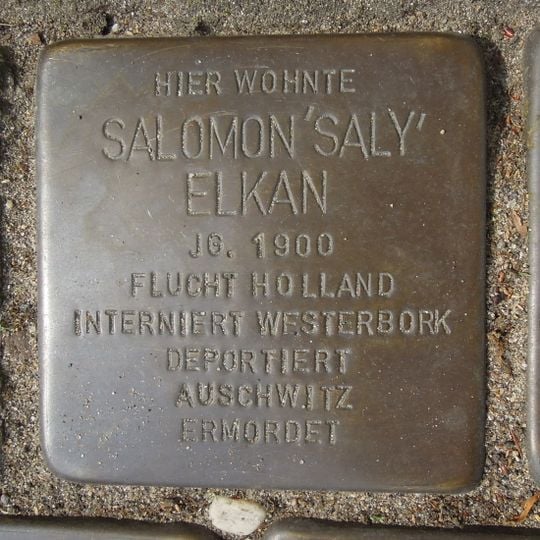 HIER WOHNTE
SALOMON 'SALY'
ELKAN
JG. 1900
FLUCHT HOLLAND
INTERNIERT WESTERBORK
DEPORTIERT
AUSCHWITZ
ERMORDET